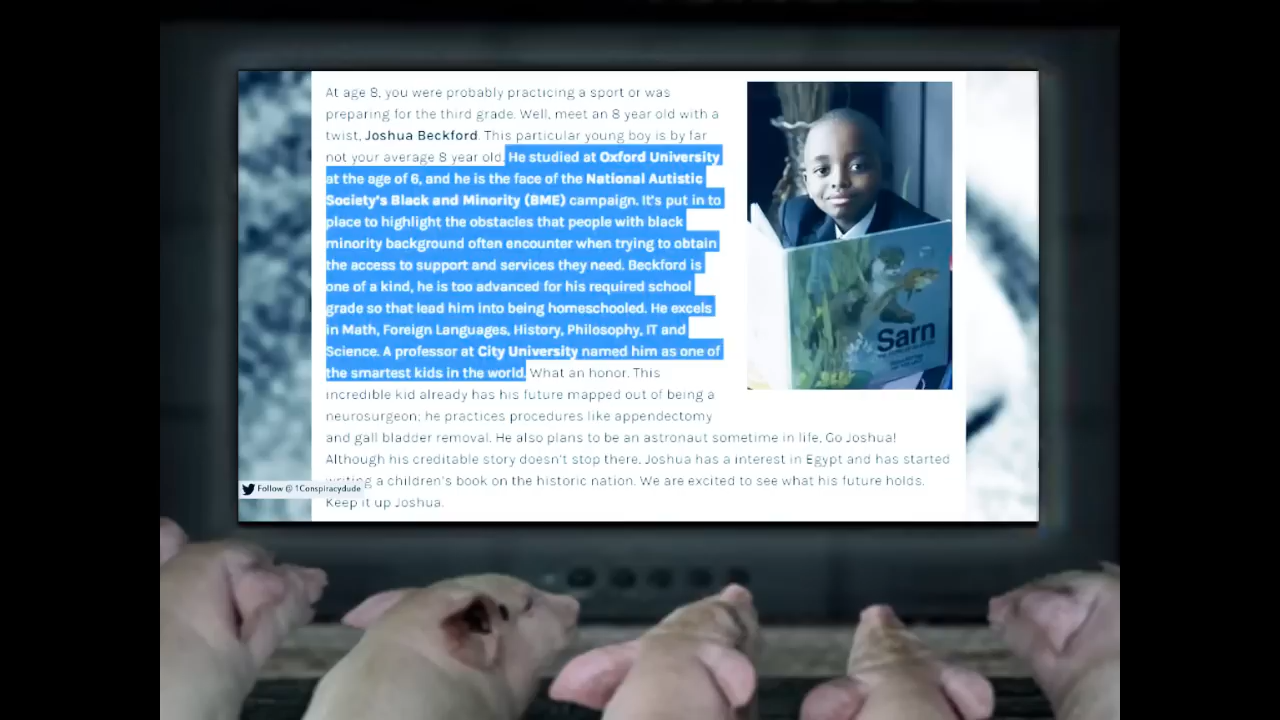 At age 8, you were probably practicing a sport or was
preparing for the third grade. Well, meet an 8 year old with a
twist, Joshua Beckford. This particular young boy is by far
not your average 8 year old. He studied at Oxford University
at the age of 6, and he is the face of the National Autistic
Society's Black and Minority (BME) campaign. It's put in to
place to highlight the obstacles that people with black
minority background often encounter when trying to obtain
the access to support and services they need. Beckford is
one of a kind, he is too advanced for his required school
grade so that lead him into being homeschooled. He excels
in Math, Foreign Languages, History, Philosophy, IT and
Science. A professor at City University named him as one of
the smartest kids in the world. What an honor. This
incredible kid already has his future mapped out of being a
neurosurgeon; he practices procedures like appendectomy
and gall bladder removal. He also plans to be an astronaut sometime in life, Go Joshua!
Although his creditable story doesn't stop there, Joshua has a interest in Egypt and has started
writing a children's book on the historic nation. We are excited to see what his future holds.
Keep it up Joshua.
Sarn
Follow @ 1Conspiracydude